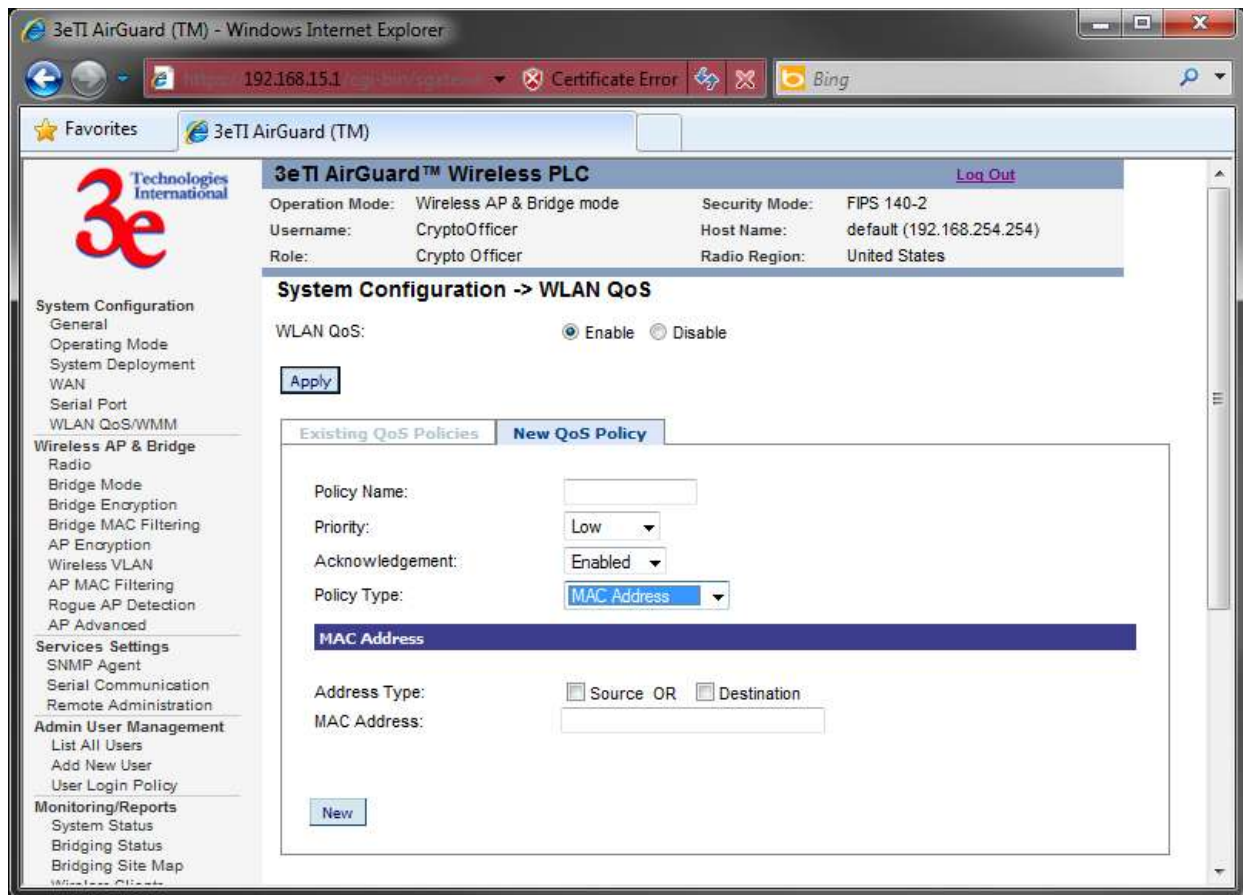 3eTI AirGuard (TM) - Windows Internet Explorer
192.168.15.1
Certificate Error
Bing
Favorites
3eTI AirGuard (TM)
3e Technologies International
3eTI AirGuard™ Wireless PLC
Log Out
Operation Mode: Wireless AP & Bridge mode Security Mode: FIPS 140-2
Username: CryptoOfficer Host Name: default (192.168.254.254)
Role: Crypto Officer Radio Region: United States
System Configuration
General
Operating Mode
System Deployment
WAN
Serial Port
WLAN QoS/WMM
Wireless AP & Bridge
Radio
Bridge Mode
Bridge Encryption
Bridge MAC Filtering
AP Encryption
Wireless VLAN
AP MAC Filtering
Rogue AP Detection
AP Advanced
Services Settings
SNMP Agent
Serial Communication
Remote Administration
Admin User Management
List All Users
Add New User
User Login Policy
Monitoring/Reports
System Status
Bridging Status
Bridging Site Map
Wireless Clients
System Configuration -> WLAN QoS
WLAN QoS: Enable Disable
Apply
Existing QoS Policies New QoS Policy
Policy Name:
Priority: Low
Acknowledgement: Enabled
Policy Type: MAC Address
MAC Address
Address Type: Source OR Destination
MAC Address:
New